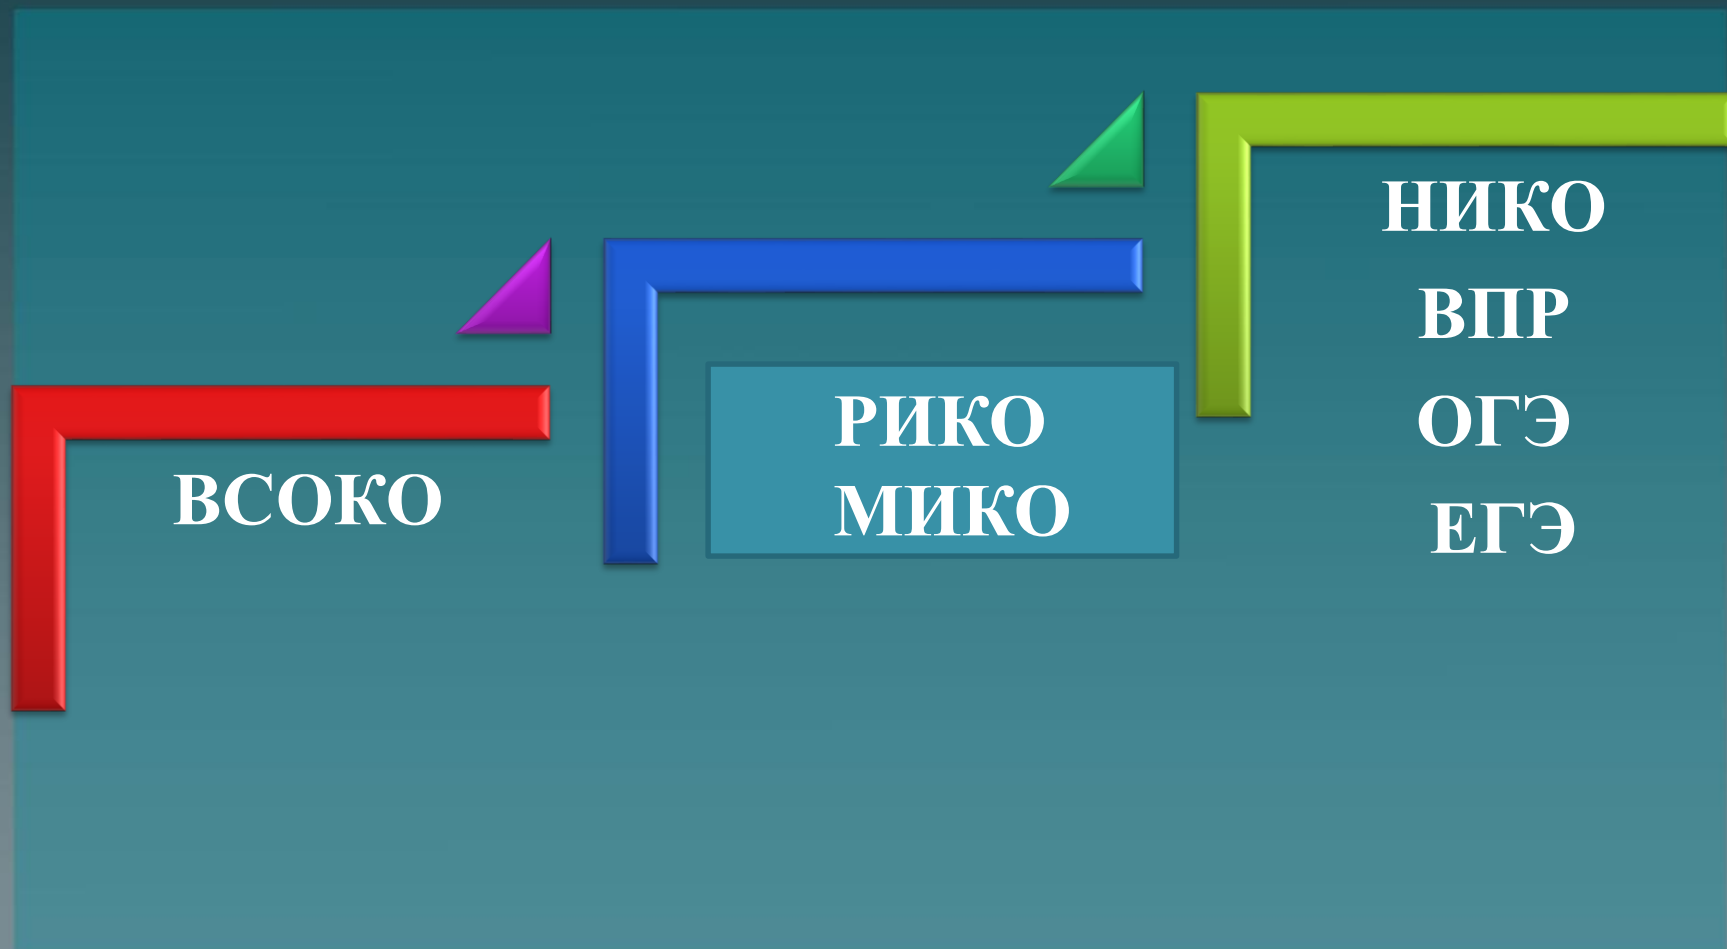 ВСОКО
РИКО
МИКО
НИКО
ВПР
ОГЭ
ЕГЭ